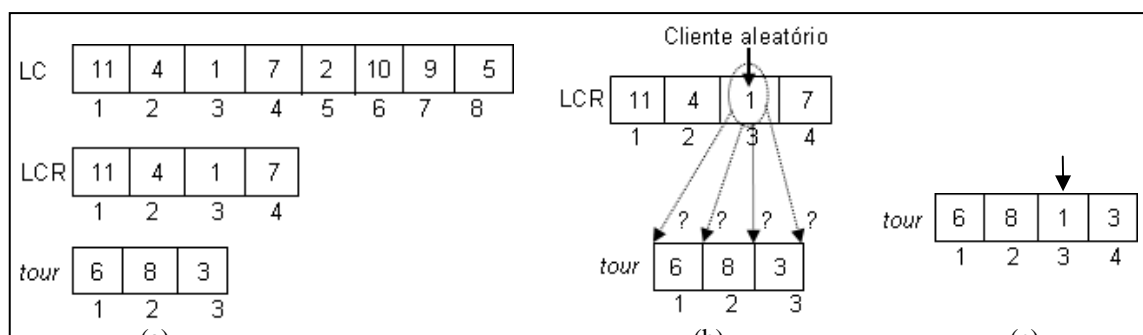 LC 11 4 1 7 2 10 9 5
1 2 3 4 5 6 7 8
LCR 11 4 1 7
1 2 3 4
tour 6 8 3
1 2 3
(a)
Cliente aleatório
LCR 11 4 1 7
1 2 3 4
? ? ? ?
tour 6 8 3
1 2 3
(b)
tour 6 8 1 3
1 2 3 4